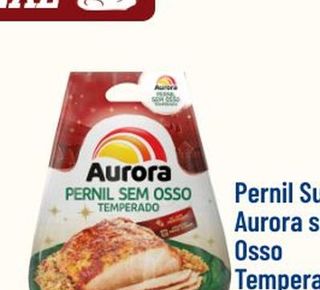 Aurora
PERNIL
SEM OSSO
Aurora
PERNIL SEM OSSO
TEMPERADO
Pernil Su
Aurora s
Osso
Tempera